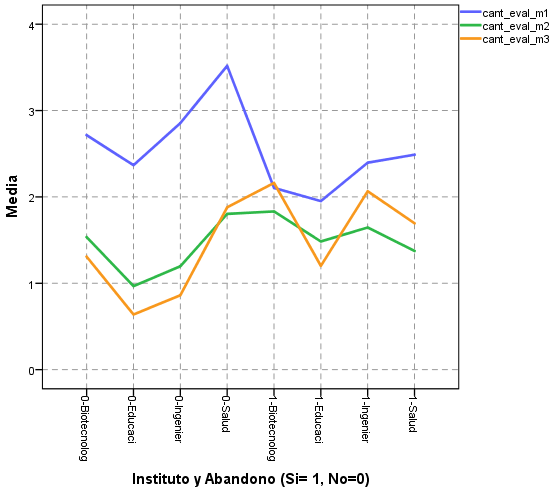 cant_eval_m1
cant_eval_m2
cant_eval_m3
4
3
2
1
0
Media
0-Biotecnolog
0-Educaci
0-Ingenier
0-Salud
1-Biotecnolog
1-Educaci
1-Ingenier
1-Salud
Instituto y Abandono (Si= 1, No=0)